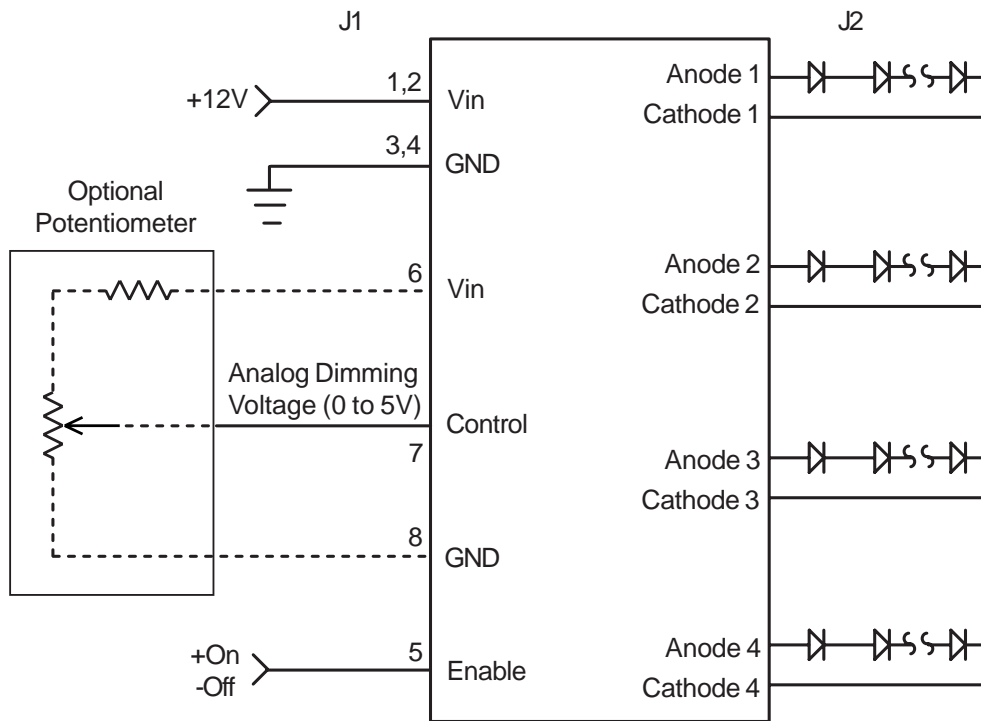 J1
J2
+12V
1,2
Vin
3,4
GND
Optional
Potentiometer
6
Vin
Analog Dimming
Voltage (0 to 5V)
Control
7
8
GND
+On
-Off
5
Enable
Anode 1
Cathode 1
Anode 2
Cathode 2
Anode 3
Cathode 3
Anode 4
Cathode 4